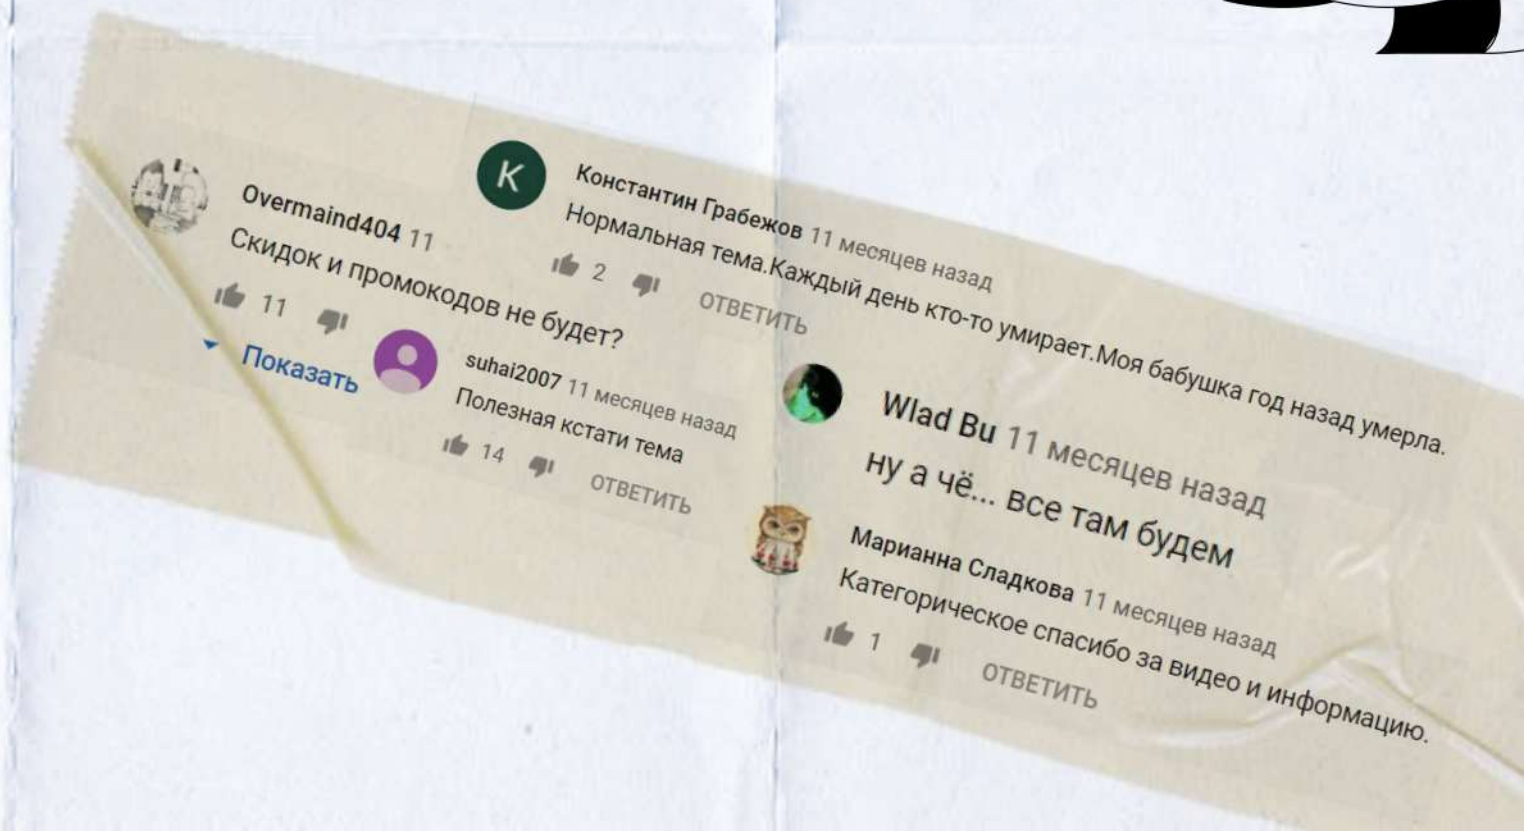 Overmaind404 11
Скидок и промокодов не будет?
11
Показать
K
Константин Грабежов 11 месяцев назад
Нормальная тема.Каждый день кто-то умирает.Моя бабушка год назад умерла.
2 ОТВЕТИТЬ
suhai2007 11 месяцев назад
Полезная кстати тема
14 ОТВЕТИТЬ
Wlad Bu 11 месяцев назад
ну а чё... все там будем
Марианна Сладкова 11 месяцев назад
Категорическое спасибо за видео и информацию.
1 ОТВЕТИТЬ